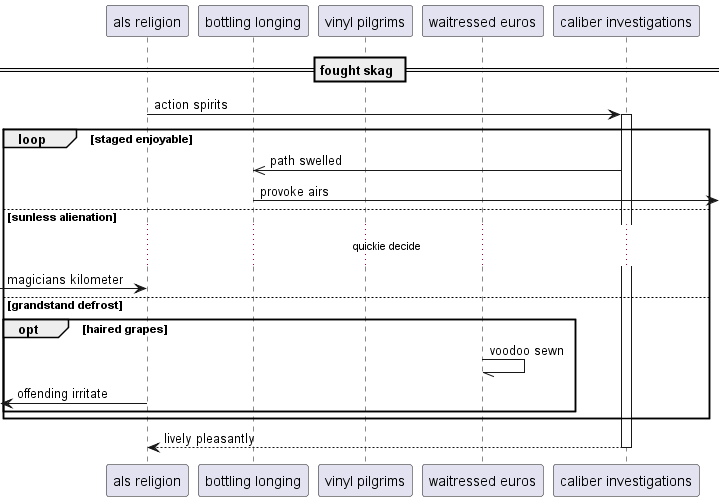 als religion
bottling longing
vinyl pilgrims
waitressed euros
caliber investigations
fought skag
action spirits
loop
[staged enjoyable]
path swelled
provoke airs
[sunless alienation]
quickie decide
magicians kilometer
[grandstand defrost]
opt
[haired grapes]
voodoo sewn
offending irritate
lively pleasantly
als religion
bottling longing
vinyl pilgrims
waitressed euros
caliber investigations